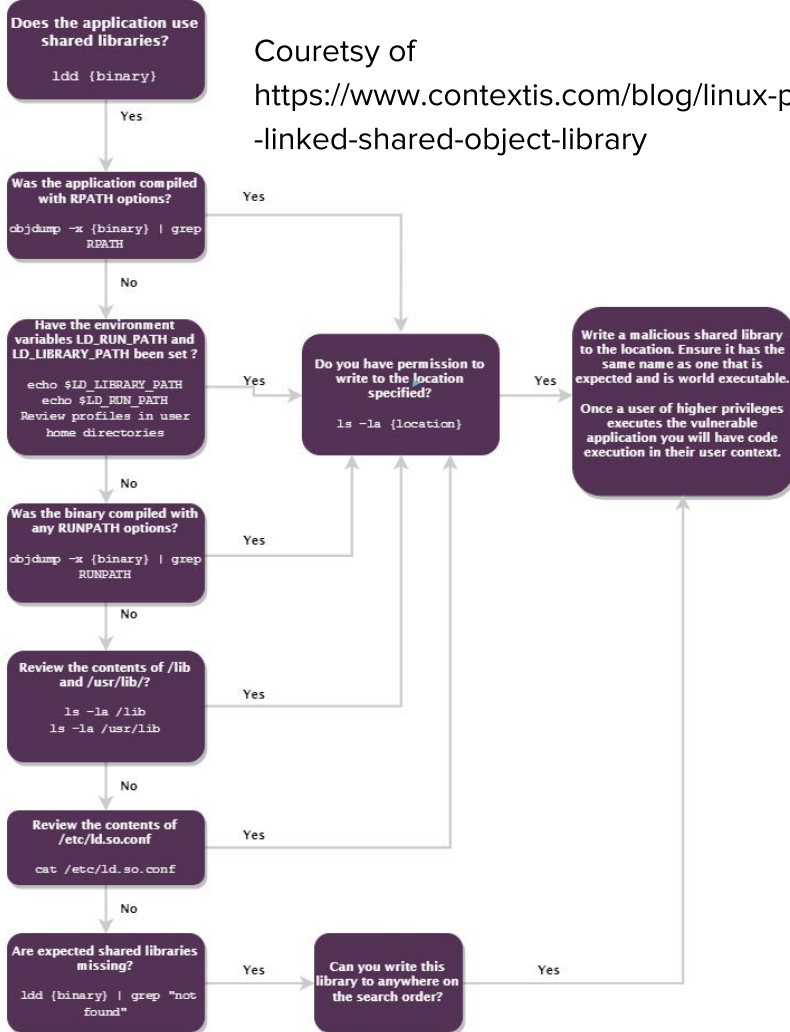 Does the application use
shared libraries?
ldd {binary}
Couretsy of
https://www.contextis.com/blog/linux-p
-linked-shared-object-library
Yes
Was the application compiled
with RPATH options?
objdump -x {binary} | grep
RPATH
Yes
No
Have the environment
variables LD_RUN_PATH and
LD_LIBRARY_PATH been set ?
echo $LD_LIBRARY_PATH
echo $LD_RUN_PATH
Review profiles in user
home directories
Yes
Do you have permission to
write to the location
specified?
ls -la {location}
Yes
Write a malicious shared library
to the location. Ensure it has the
same name as one that is
expected and is world executable.
Once a user of higher privileges
executes the vulnerable
application you will have code
execution in their user context.
No
Was the binary compiled with
any RUNPATH options?
objdump -x {binary} | grep
RUNPATH
Yes
No
Review the contents of /lib
and /usr/lib/?
ls -la /lib
ls -la /usr/lib
Yes
No
Review the contents of
/etc/ld.so.conf
cat /etc/ld.so.conf
Yes
No
Are expected shared libraries
missing?
ldd {binary} | grep "not
found"
Yes
Can you write this
library to anywhere on
the search order?
Yes